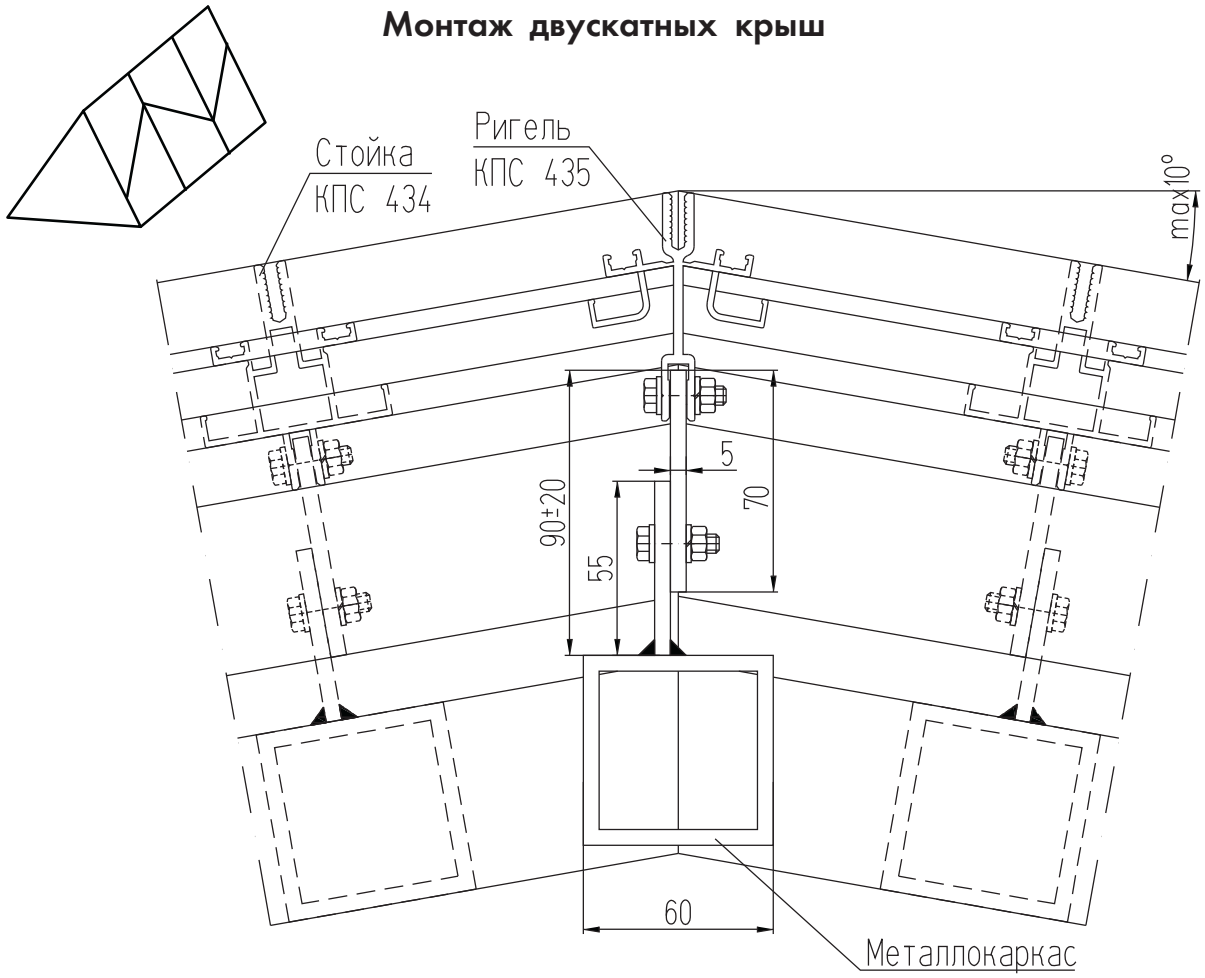 Монтаж двускатных крыш
Стойка
КПС 434
Ригель
КПС 435
max10°
5
90±20
55
70
60
Металлокаркас